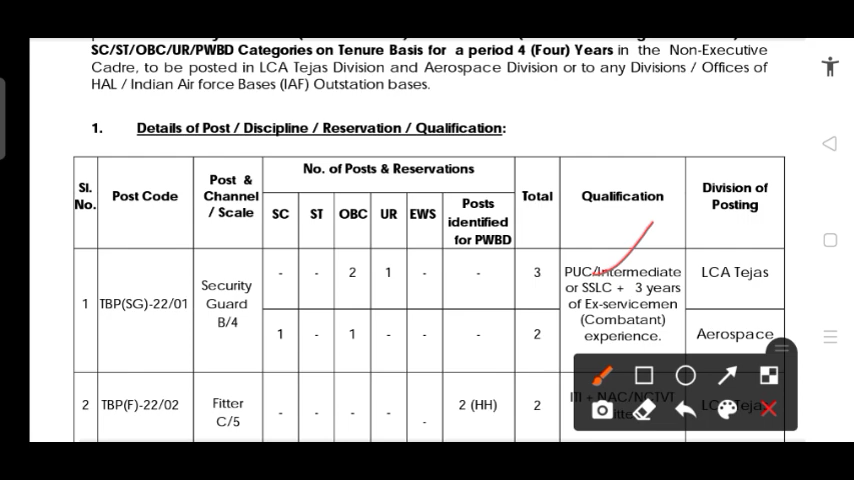 SC/ST/OBC/UR/PWBD Categories on Tenure Basis for a period 4 (Four) Years in the Non-Executive
Cadre, to be posted in LCA Tejas Division and Aerospace Division or to any Divisions / Offices of
HAL / Indian Air force Bases (IAF) Outstation bases.
1. Details of Post / Discipline / Reservation / Qualification:
Sl. No. Post Code Post & Channel / Scale No. of Posts & Reservations Total Qualification Division of Posting
SC ST OBC UR EWS Posts identified for PWBD
1 TBP(SG)-22/01 Security Guard B/4 - - 2 1 - - 3 PUC/Intermediate or SSLC + 3 years of Ex-servicemen (Combatant) experience. LCA Tejas
1 - 1 - - - 2 Aerospace
2 TBP(F)-22/02 Fitter C/5 - - - - - 2 (HH) 2 ITI + NAC/NCTVT LCA Tejas